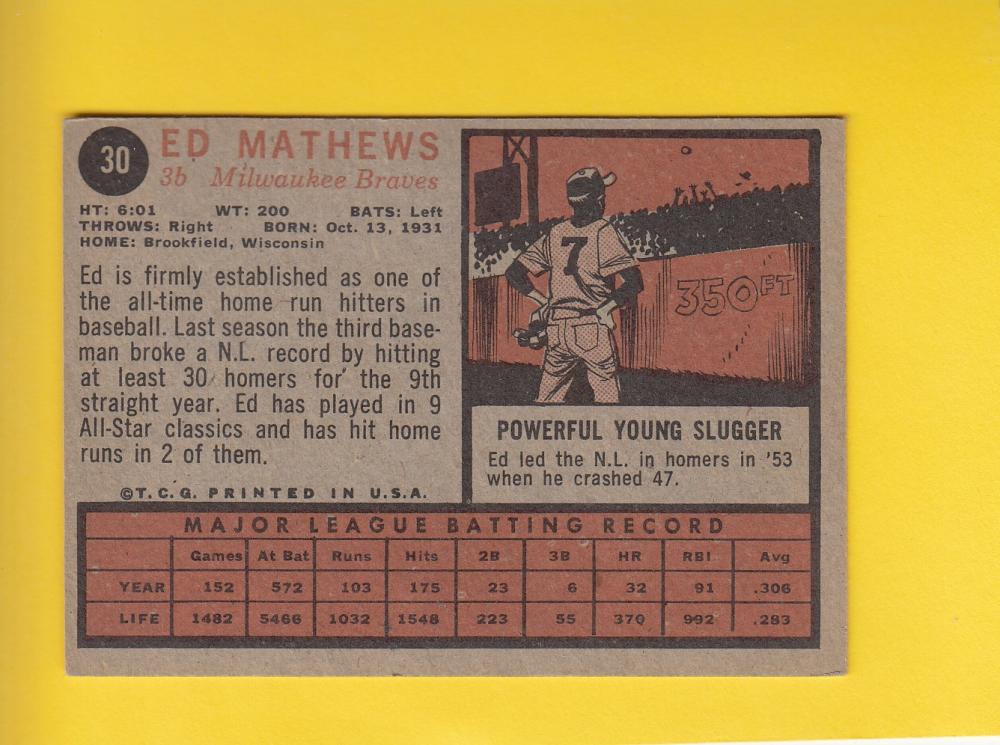 30
ED MATHEWS
3b Milwaukee Braves
HT: 6:01 WT: 200 BATS: Left
THROWS: Right BORN: Oct. 13, 1931
HOME: Brookfield, Wisconsin
Ed is firmly established as one of
the all-time home run hitters in
baseball. Last season the third base-
man broke a N.L. record by hitting
at least 30 homers for the 9th
straight year. Ed has played in 9
All-Star classics and has hit home
runs in 2 of them.
©T.C.G. PRINTED IN U.S.A.
7
350 FT
POWERFUL YOUNG SLUGGER
Ed led the N.L. in homers in '53
when he crashed 47.
MAJOR LEAGUE BATTING RECORD
Games At Bat Runs Hits 2B 3B HR RBI Avg
YEAR 152 572 103 175 23 6 32 91 .306
LIFE 1482 5466 1032 1548 223 55 370 992 .283